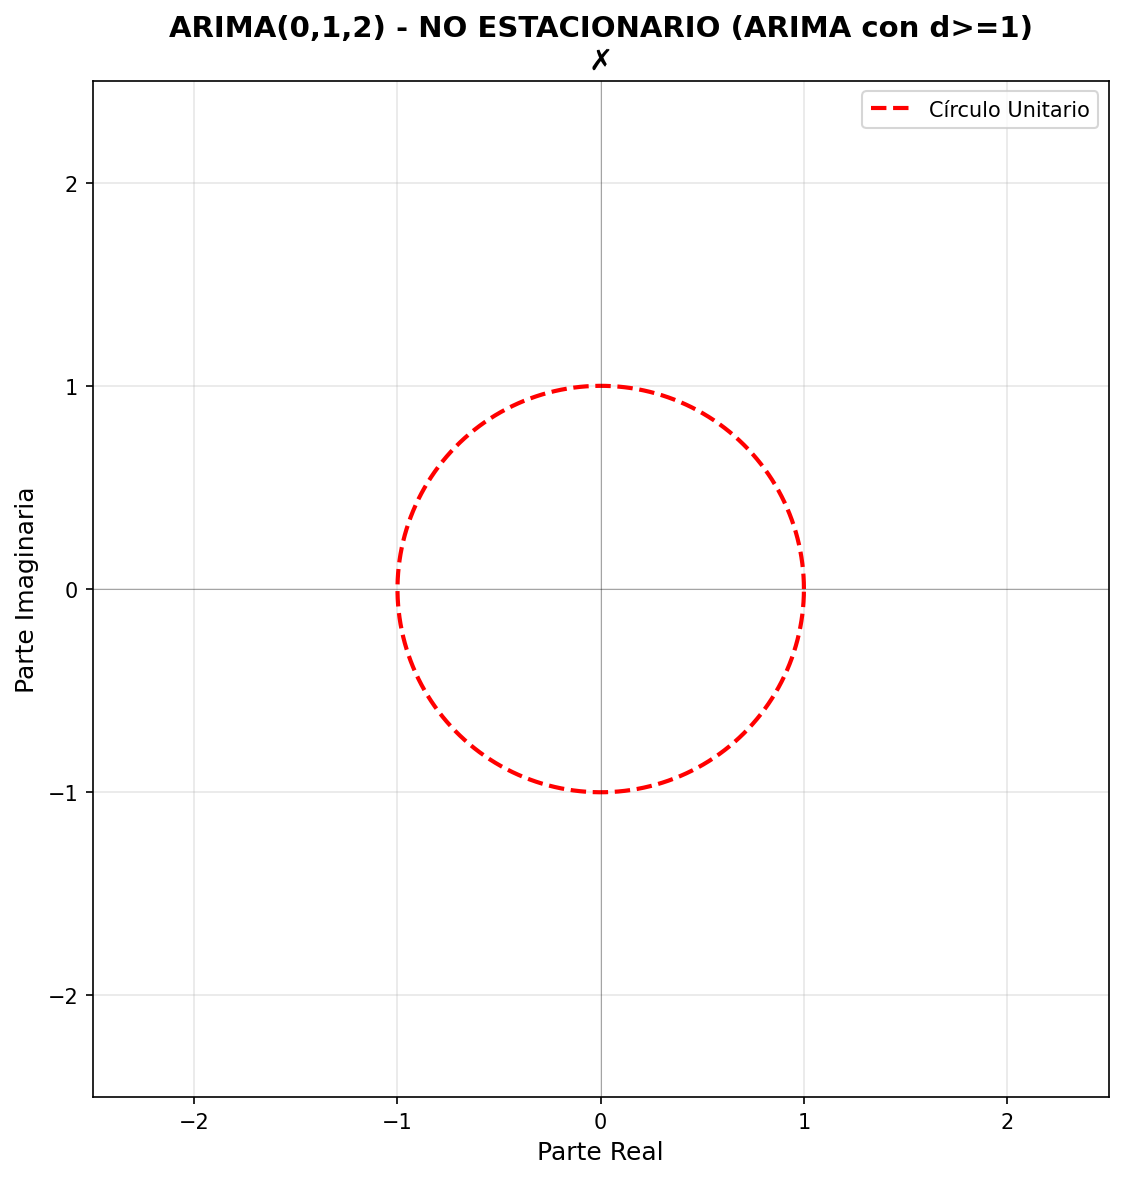 ARIMA(0,1,2) - NO ESTACIONARIO (ARIMA con d>=1)
✗
Círculo Unitario
2
1
0
−1
−2
Parte Imaginaria
−2
−1
0
1
2
Parte Real